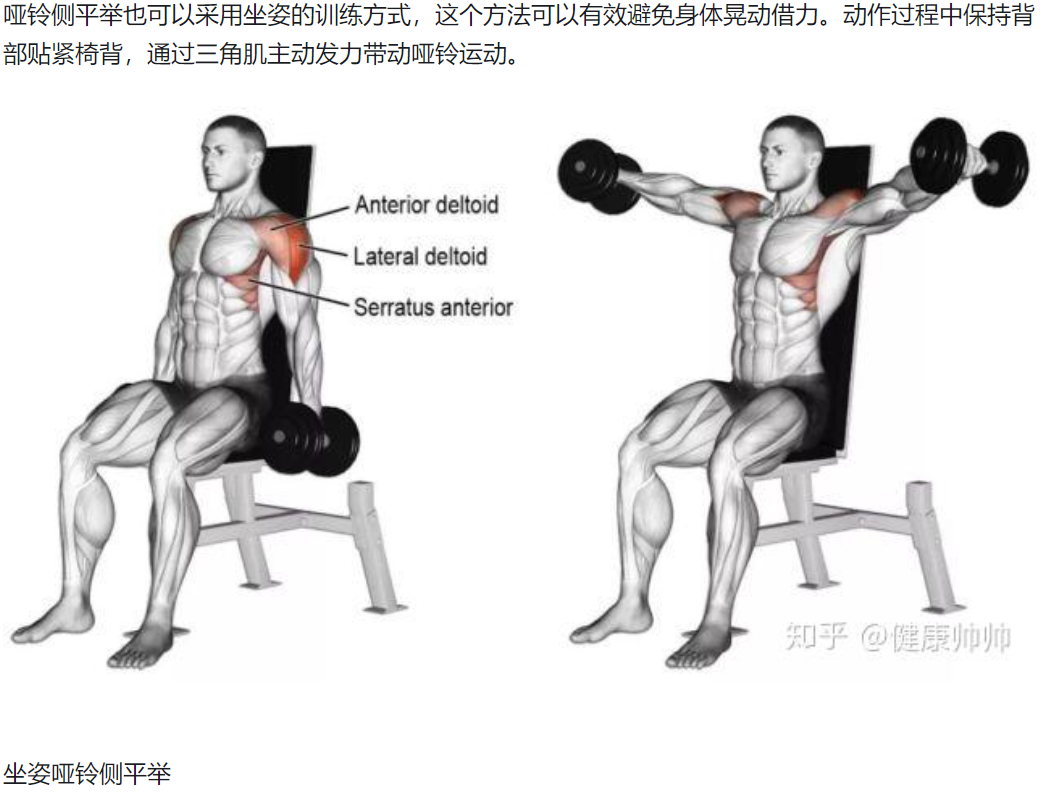 哑铃侧平举也可以采用坐姿的训练方式，这个方法可以有效避免身体晃动借力。动作过程中保持背
部贴紧椅背，通过三角肌主动发力带动哑铃运动。
Anterior deltoid
Lateral deltoid
Serratus anterior
知乎 @健康帅帅
坐姿哑铃侧平举